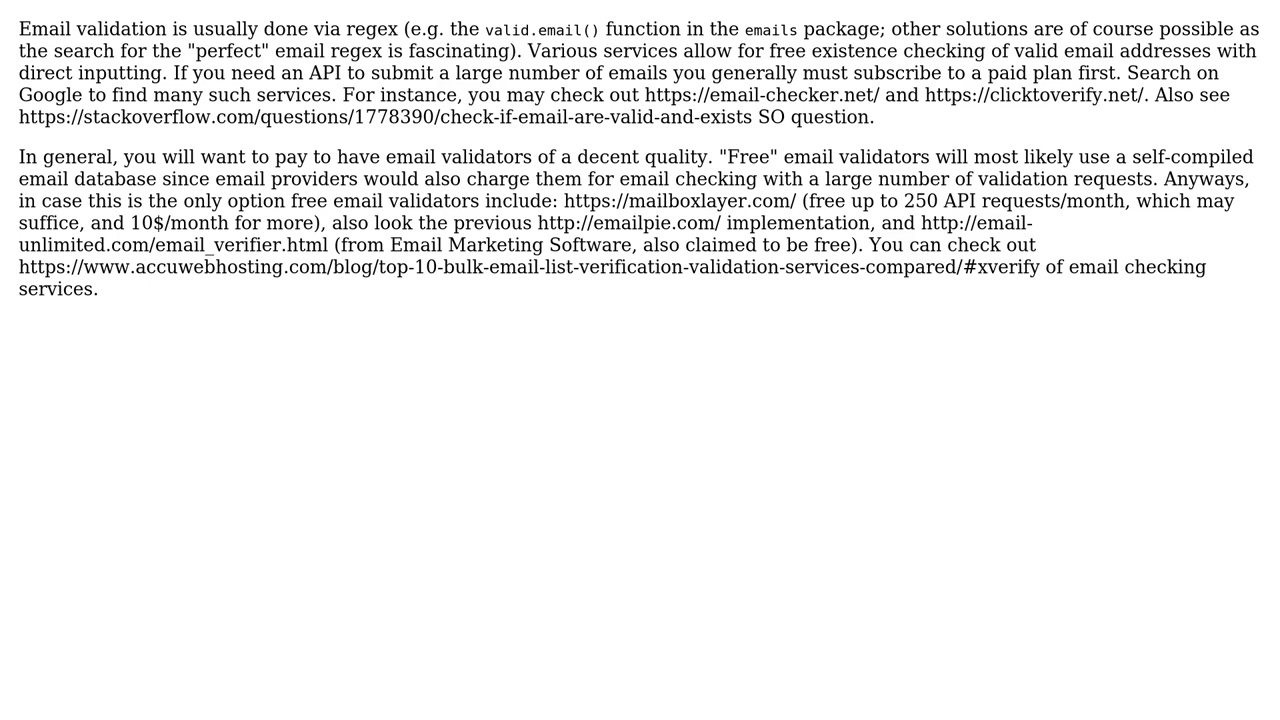 Email validation is usually done via regex (e.g. the valid.email() function in the emails package; other solutions are of course possible as
the search for the "perfect" email regex is fascinating). Various services allow for free existence checking of valid email addresses with
direct inputting. If you need an API to submit a large number of emails you generally must subscribe to a paid plan first. Search on
Google to find many such services. For instance, you may check out https://email-checker.net/ and https://clicktoverify.net/. Also see
https://stackoverflow.com/questions/1778390/check-if-email-are-valid-and-exists SO question.
In general, you will want to pay to have email validators of a decent quality. "Free" email validators will most likely use a self-compiled
email database since email providers would also charge them for email checking with a large number of validation requests. Anyways,
in case this is the only option free email validators include: https://mailboxlayer.com/ (free up to 250 API requests/month, which may
suffice, and 10$/month for more), also look the previous http://emailpie.com/ implementation, and http://email-
unlimited.com/email_verifier.html (from Email Marketing Software, also claimed to be free). You can check out
https://www.accuwebhosting.com/blog/top-10-bulk-email-list-verification-validation-services-compared/#xverify of email checking
services.